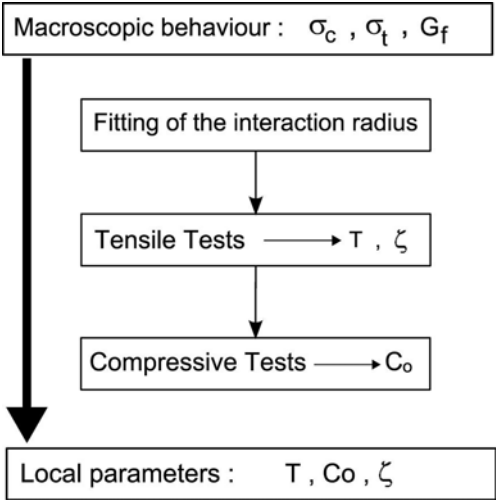 Macroscopic behaviour : σc , σt , Gf
Fitting of the interaction radius
Tensile Tests → T , ζ
Compressive Tests → Co
Local parameters : T , Co , ζ